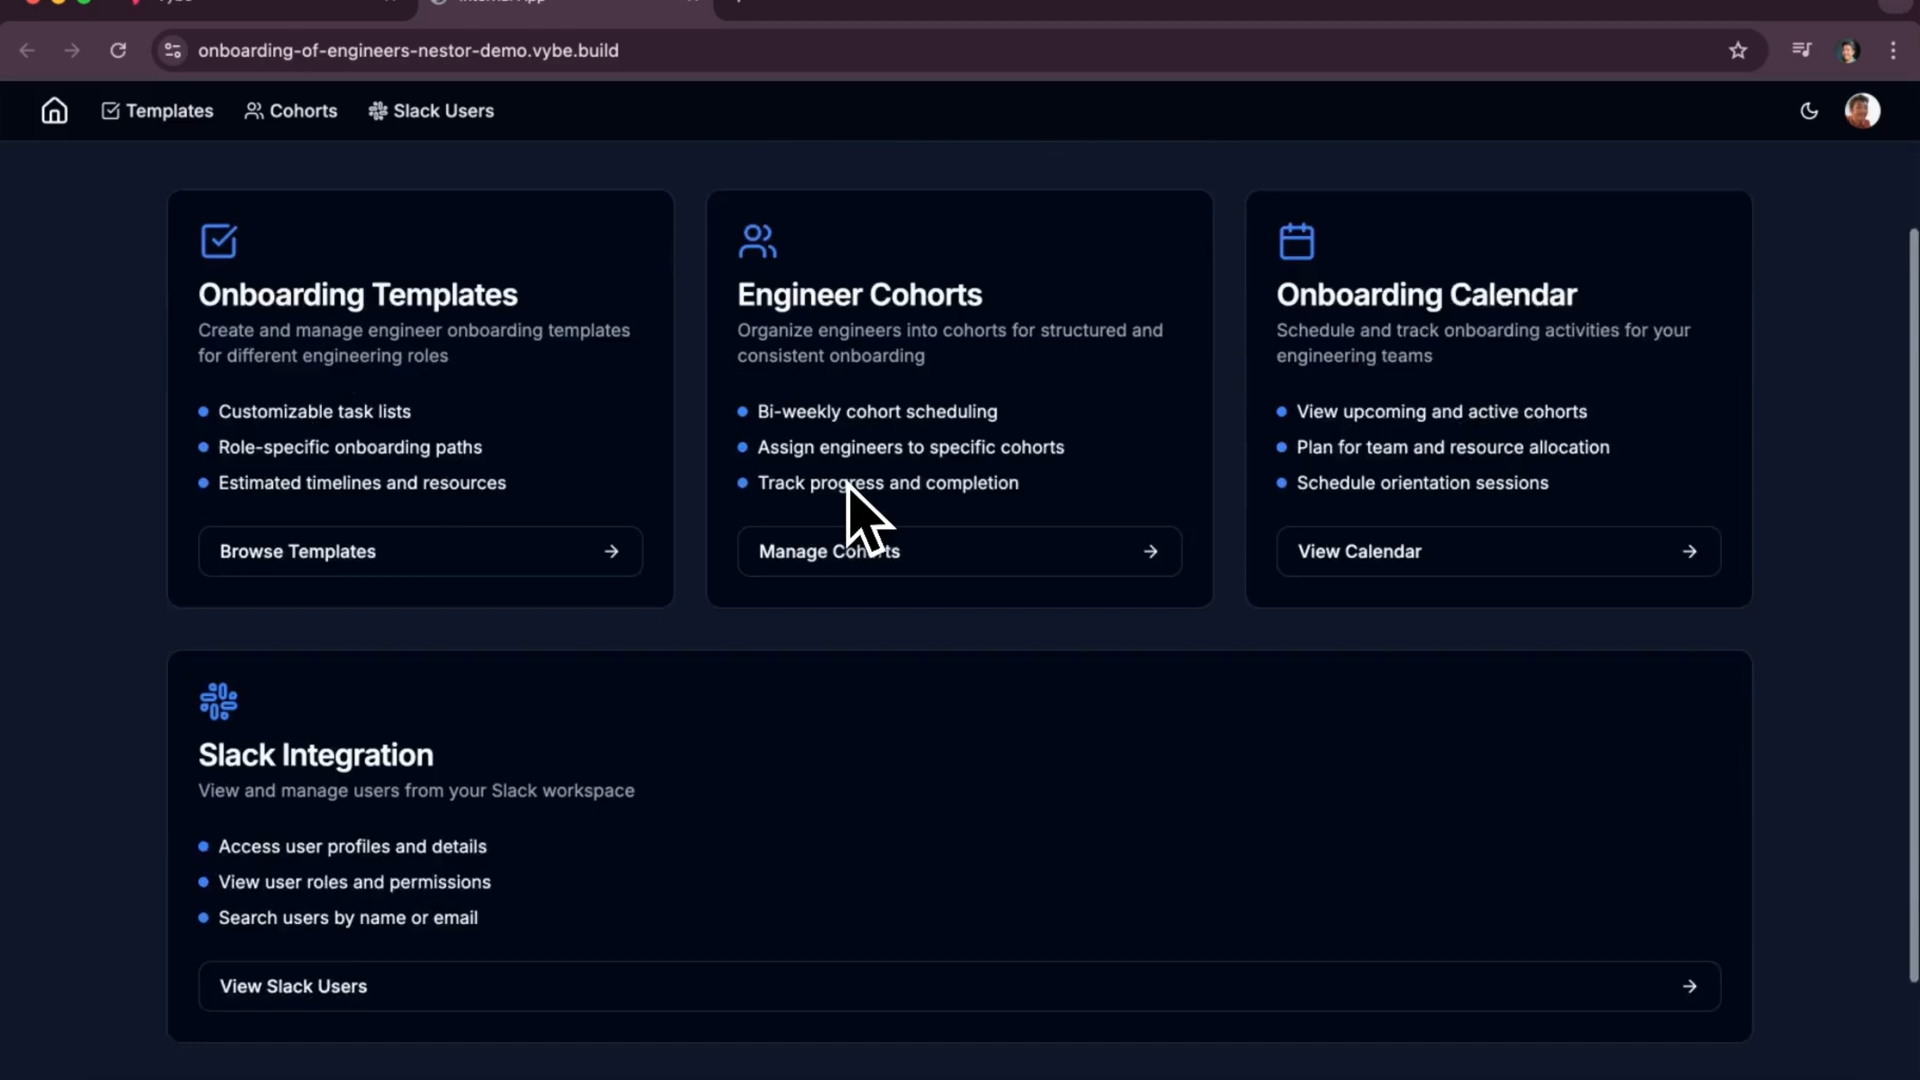 onboarding-of-engineers-nestor-demo.vybe.build
Templates
Cohorts
Slack Users
Onboarding Templates
Create and manage engineer onboarding templates
for different engineering roles
Customizable task lists
Role-specific onboarding paths
Estimated timelines and resources
Browse Templates
Engineer Cohorts
Organize engineers into cohorts for structured and
consistent onboarding
Bi-weekly cohort scheduling
Assign engineers to specific cohorts
Track progress and completion
Manage Cohorts
Onboarding Calendar
Schedule and track onboarding activities for your
engineering teams
View upcoming and active cohorts
Plan for team and resource allocation
Schedule orientation sessions
View Calendar
Slack Integration
View and manage users from your Slack workspace
Access user profiles and details
View user roles and permissions
Search users by name or email
View Slack Users